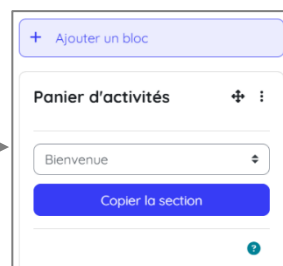 + Ajouter un bloc
Panier d'activités
Bienvenue
Copier la section
?